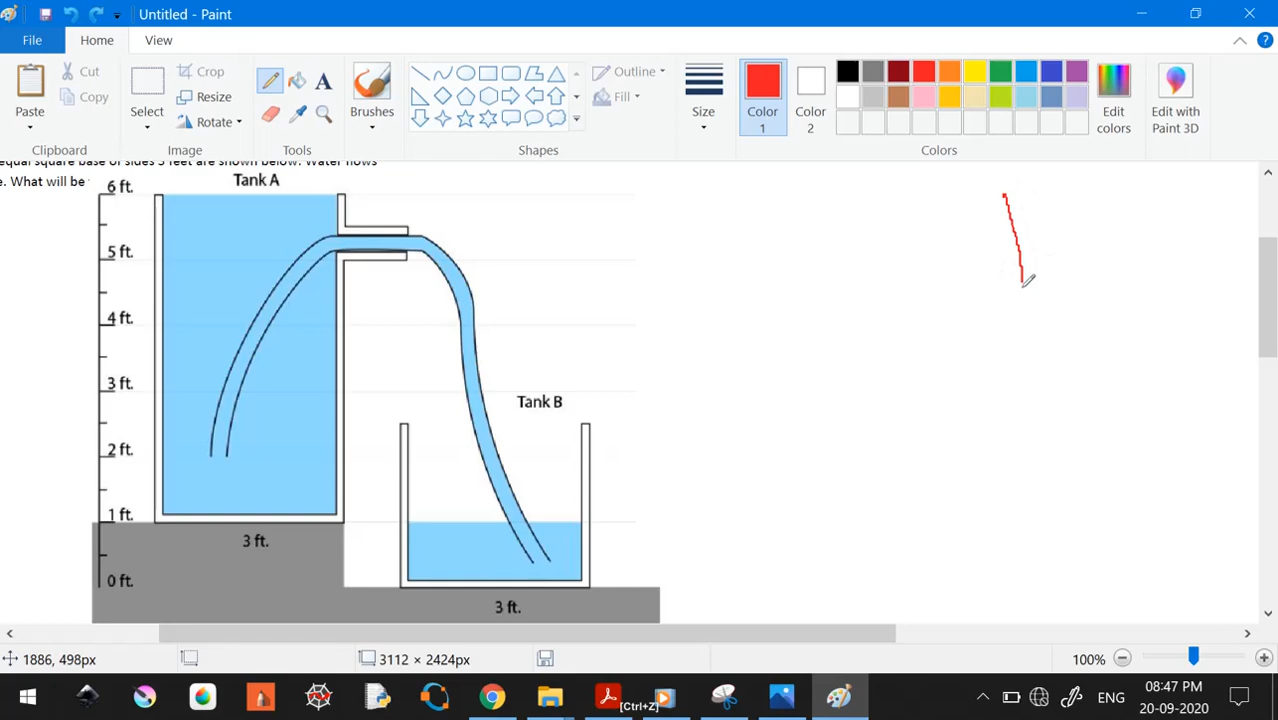 Untitled - Paint
File Home View
Paste
Cut
Copy
Clipboard
Select
Crop
Resize
Rotate
Image
Tools
Brushes
Shapes
Outline
Fill
Size
Color 1
Color 2
Edit colors
Edit with Paint 3D
Colors
equal square base of sides 3 feet are shown below. Water flows
e. What will be
Tank A
6 ft.
5 ft.
4 ft.
3 ft.
Tank B
2 ft.
1 ft.
3 ft.
0 ft.
3 ft.
1886, 498px
3112 × 2424px
100%
(Ctrl+Z)
ENG
08:47 PM
20-09-2020